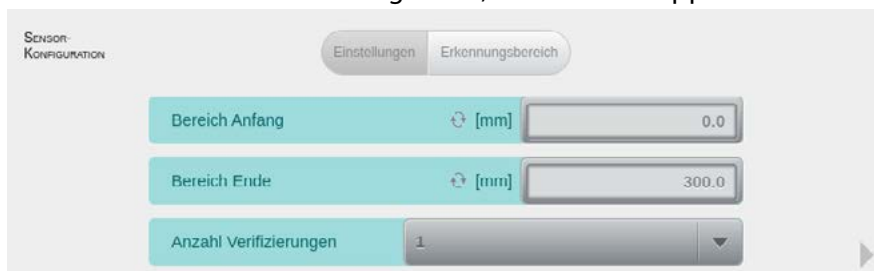 SENSOR-
KONFIGURATION
Einstellungen Erkennungsbereich
Bereich Anfang [mm] 0.0
Bereich Ende [mm] 300.0
Anzahl Verifizierungen 1